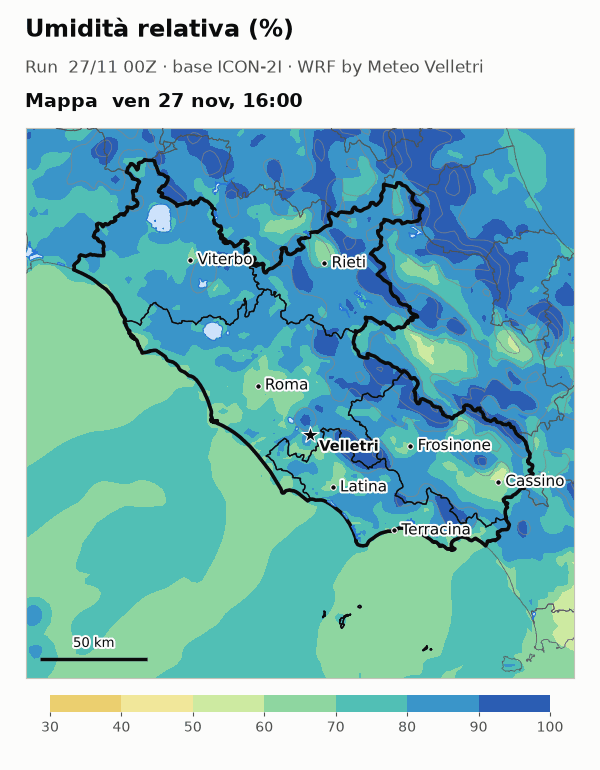 Umidità relativa (%)
Run 27/11 00Z · base ICON-2I · WRF by Meteo Velletri
Mappa ven 27 nov, 16:00
Viterbo
Rieti
Roma
Velletri
Frosinone
Cassino
Latina
Terracina
50 km
30 40 50 60 70 80 90 100